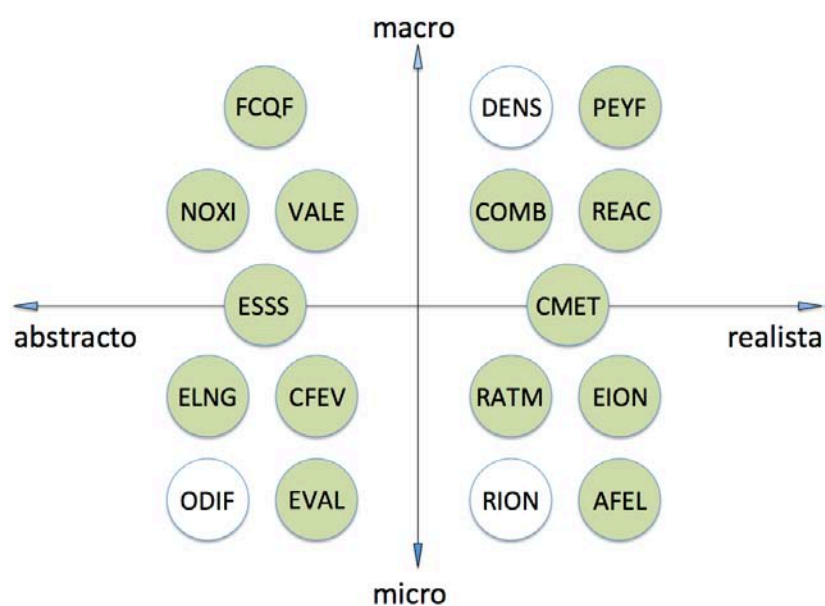 macro
FCQF DENS PEYF
NOXI VALE COMB REAC
ESSS CMET
abstracto realista
ELNG CFEV RATM EION
ODIF EVAL RION AFEL
micro